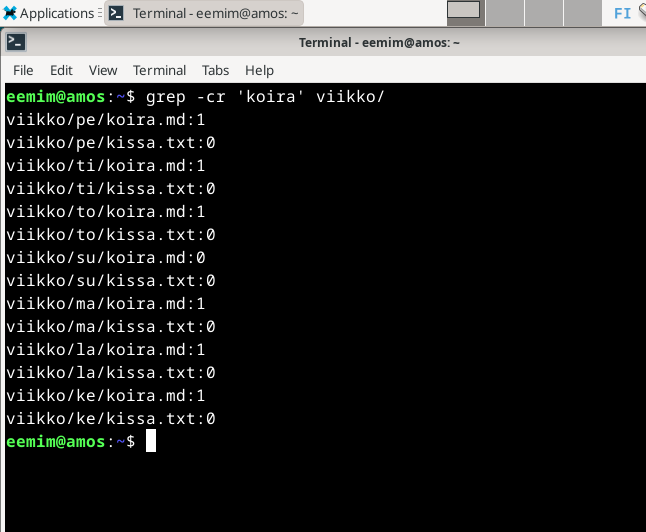 Applications Terminal - eemim@amos: ~ FI
Terminal - eemim@amos: ~
File Edit View Terminal Tabs Help
eemim@amos:~$ grep -cr 'koira' viikko/
viikko/pe/koira.md:1
viikko/pe/kissa.txt:0
viikko/ti/koira.md:1
viikko/ti/kissa.txt:0
viikko/to/koira.md:1
viikko/to/kissa.txt:0
viikko/su/koira.md:0
viikko/su/kissa.txt:0
viikko/ma/koira.md:1
viikko/ma/kissa.txt:0
viikko/la/koira.md:1
viikko/la/kissa.txt:0
viikko/ke/koira.md:1
viikko/ke/kissa.txt:0
eemim@amos:~$